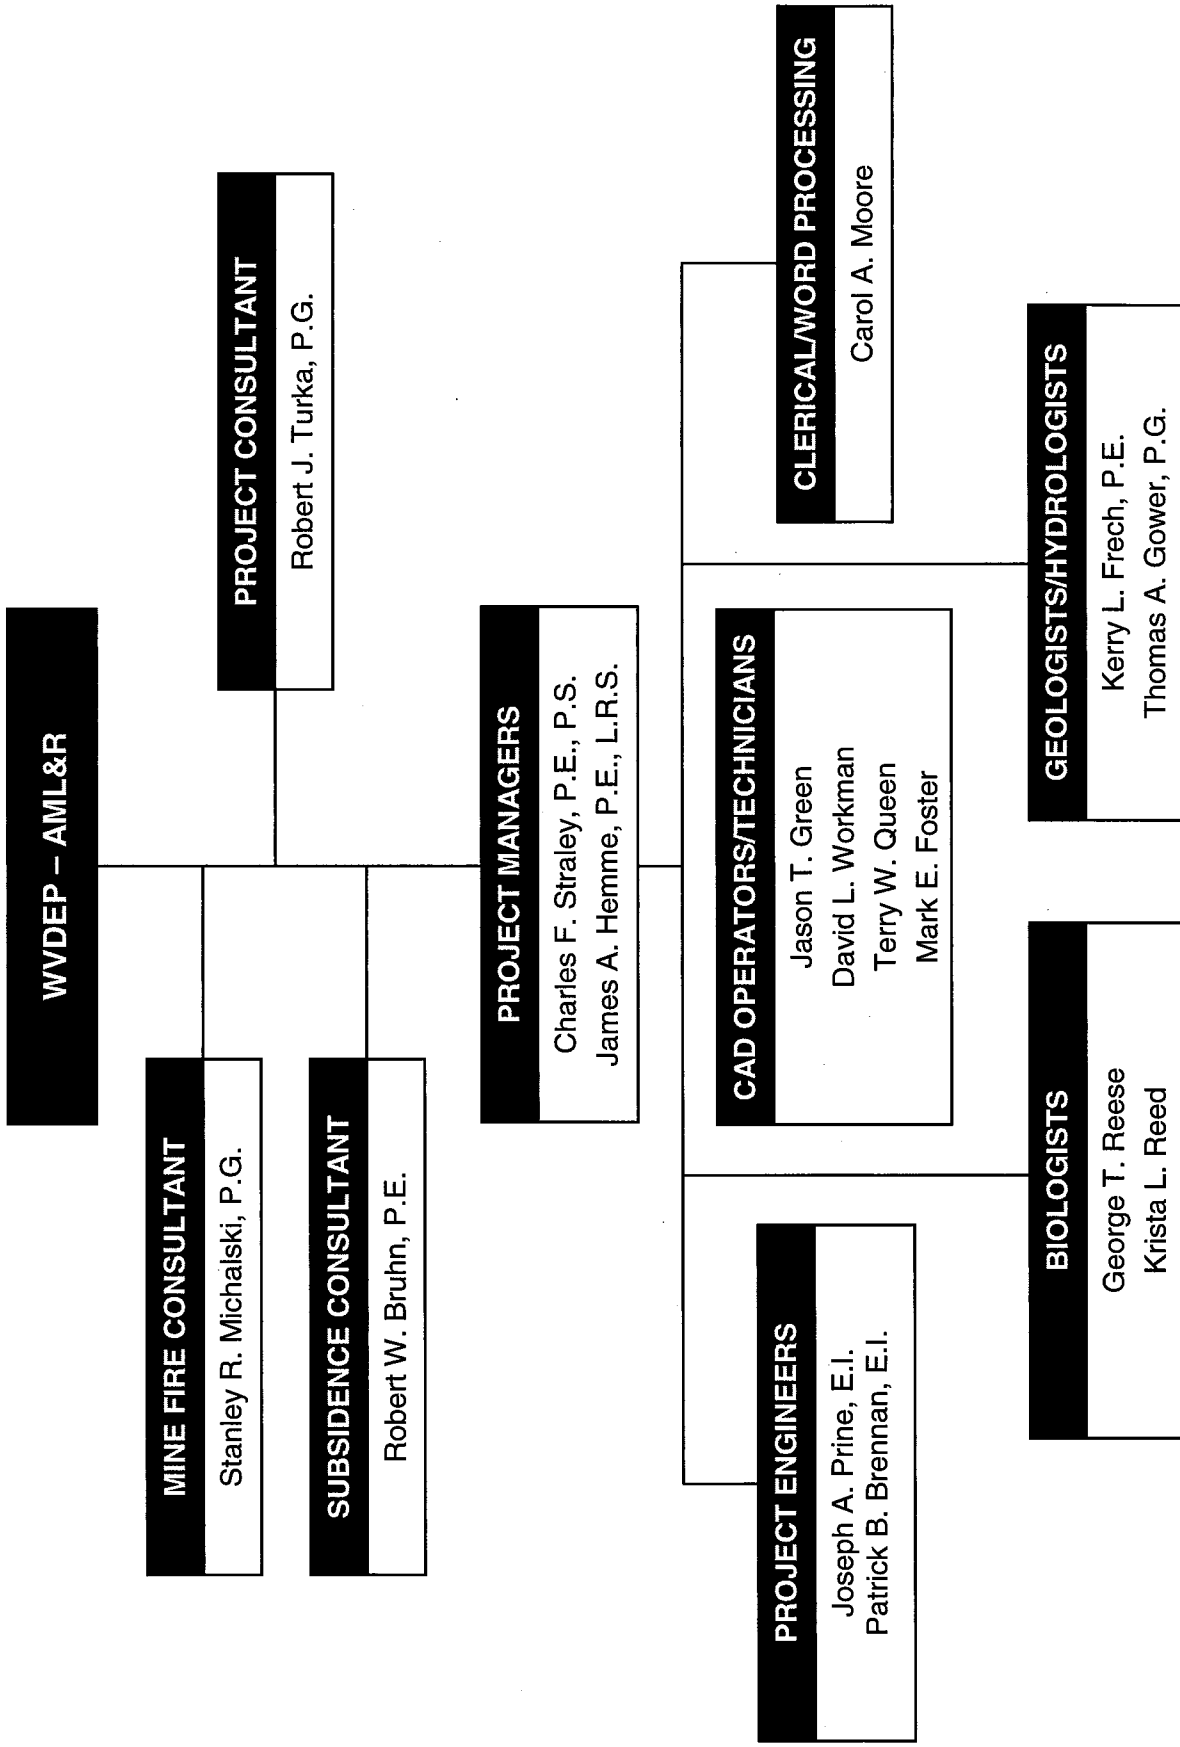 WVDEP – AML&R
MINE FIRE CONSULTANT
Stanley R. Michalski, P.G.
PROJECT CONSULTANT
Robert J. Turka, P.G.
SUBSIDENCE CONSULTANT
Robert W. Bruhn, P.E.
PROJECT MANAGERS
Charles F. Straley, P.E., P.S.
James A. Hemme, P.E., L.R.S.
PROJECT ENGINEERS
Joseph A. Prine, E.I.
Patrick B. Brennan, E.I.
CAD OPERATORS/TECHNICIANS
Jason T. Green
David L. Workman
Terry W. Queen
Mark E. Foster
CLERICAL/WORD PROCESSING
Carol A. Moore
BIOLOGISTS
George T. Reese
Krista L. Reed
GEOLOGISTS/HYDROLOGISTS
Kerry L. Frech, P.E.
Thomas A. Gower, P.G.